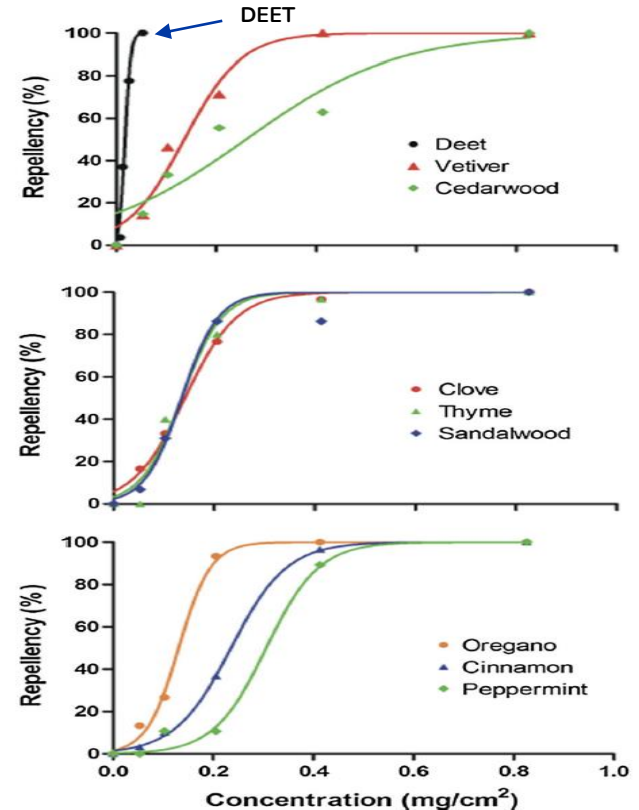 DEET
100
80
60
40
20
0
Repellency (%)
Deet
Vetiver
Cedarwood
100
80
60
40
20
0
Repellency (%)
Clove
Thyme
Sandalwood
100
80
60
40
20
0
Repellency (%)
Oregano
Cinnamon
Peppermint
0.0 0.2 0.4 0.6 0.8 1.0
Concentration (mg/cm²)